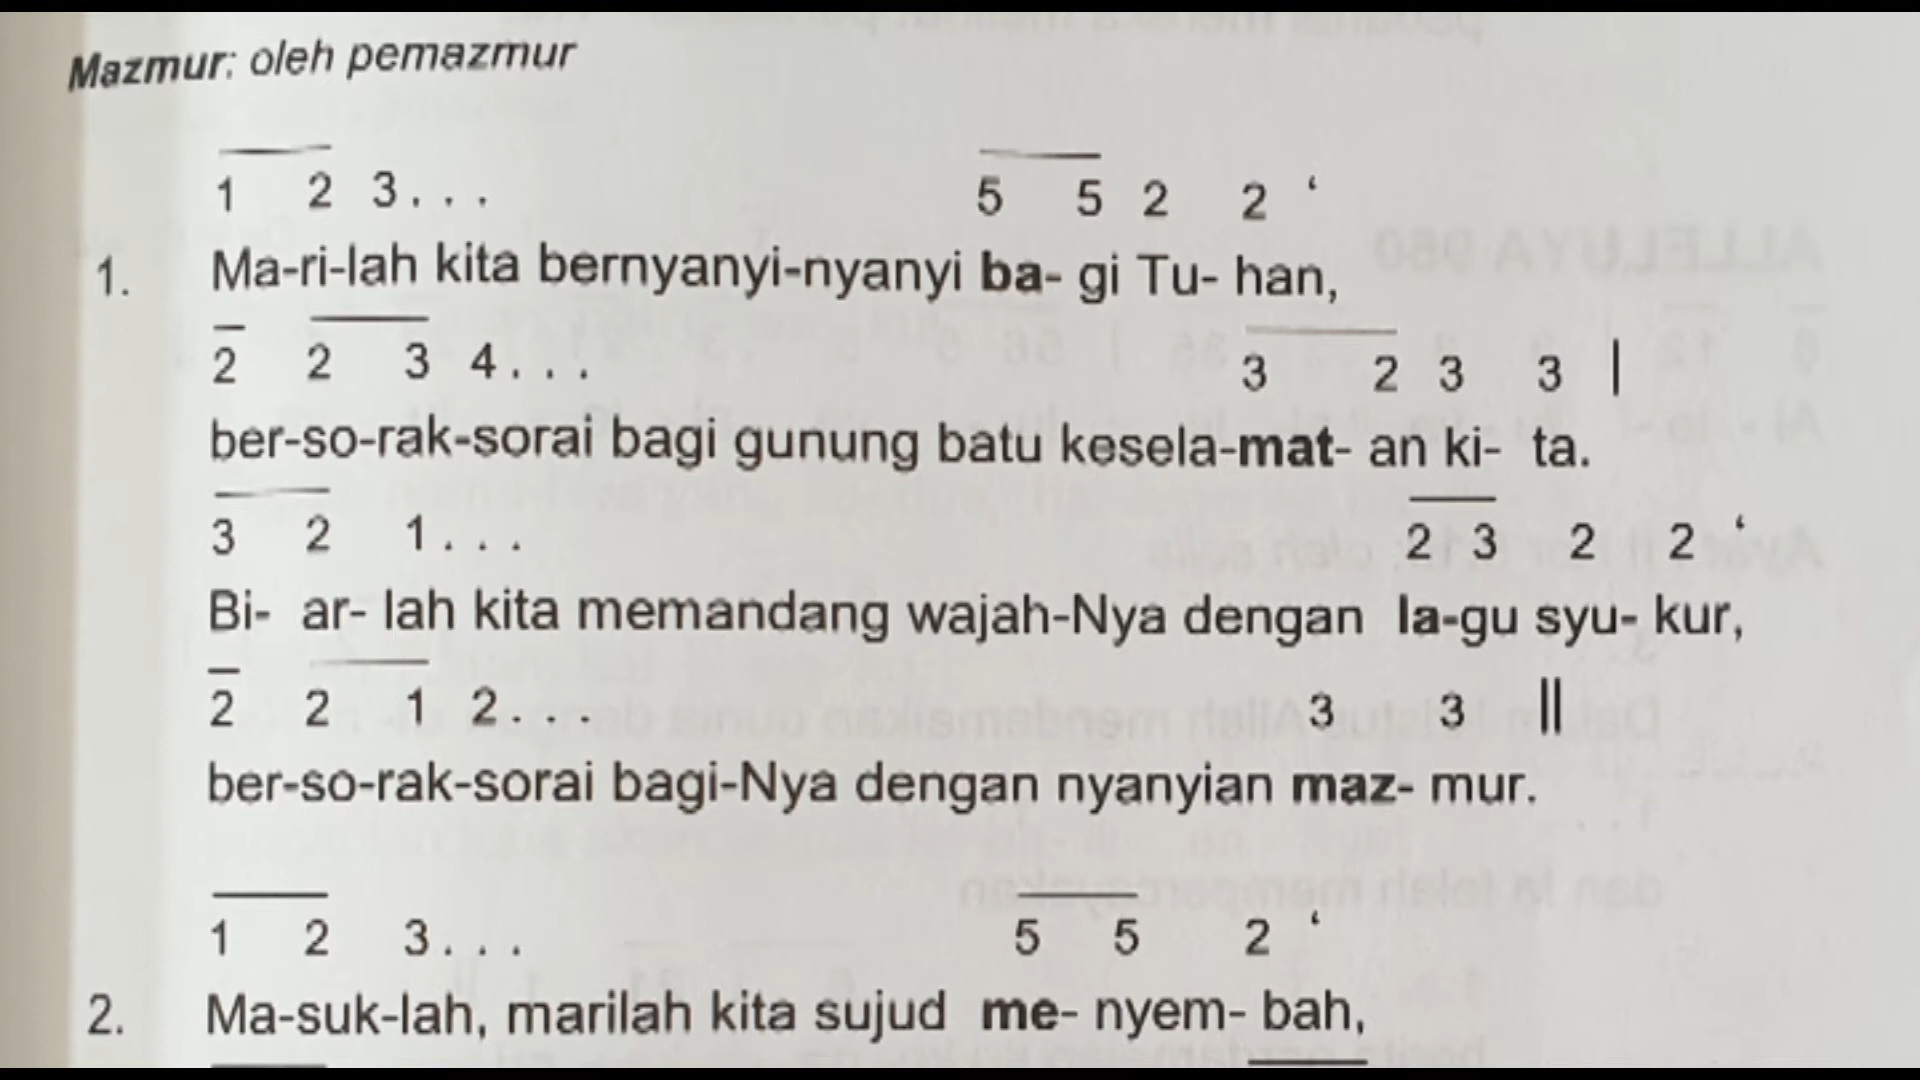 Mazmur: oleh pemazmur
1 2 3 . . . 5 5 2 2 ‘
1. Ma-ri-lah kita bernyanyi-nyanyi ba- gi Tu- han,
2 2 3 4 . . . 3 2 3 3 |
ber-so-rak-sorai bagi gunung batu kesela-mat- an ki- ta.
3 2 1 . . . 2 3 2 2 ‘
Bi- ar- lah kita memandang wajah-Nya dengan la-gu syu- kur,
2 2 1 2 . . . 3 3 ||
ber-so-rak-sorai bagi-Nya dengan nyanyian maz- mur.
1 2 3 . . . 5 5 2 ‘
2. Ma-suk-lah, marilah kita sujud me- nyem- bah,